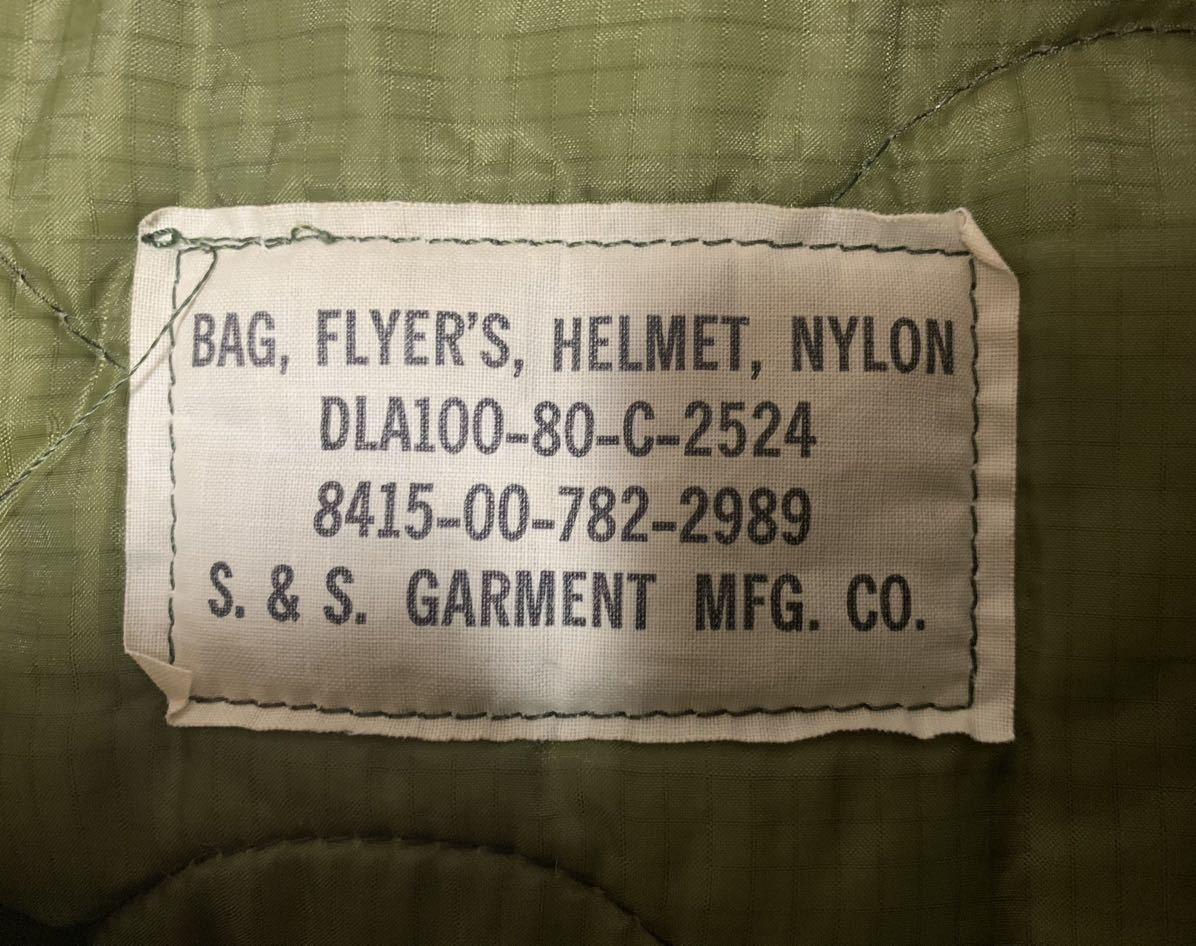 BAG, FLYER'S, HELMET, NYLON
DLA100-80-C-2524
8415-00-782-2989
S. & S. GARMENT MFG. CO.